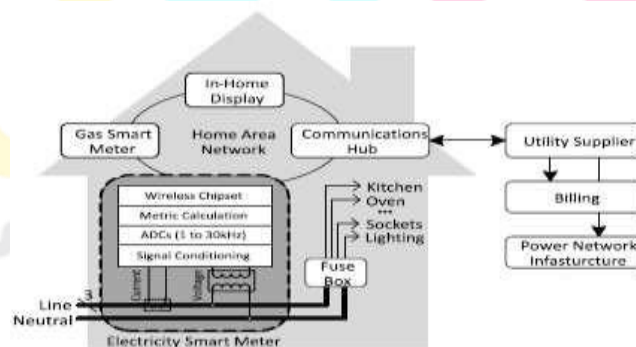 In-Home
Display
Gas Smart
Meter
Home Area
Network
Communications
Hub
Utility Supplier
Billing
Power Network
Infasturcture
Wireless Chipset
Metric Calculation
ADCs (1 to 30kHz)
Signal Conditioning
Current
Voltage
Kitchen
Oven
...
Sockets
Lighting
Fuse
Box
3
Line
Neutral
Electricity Smart Meter